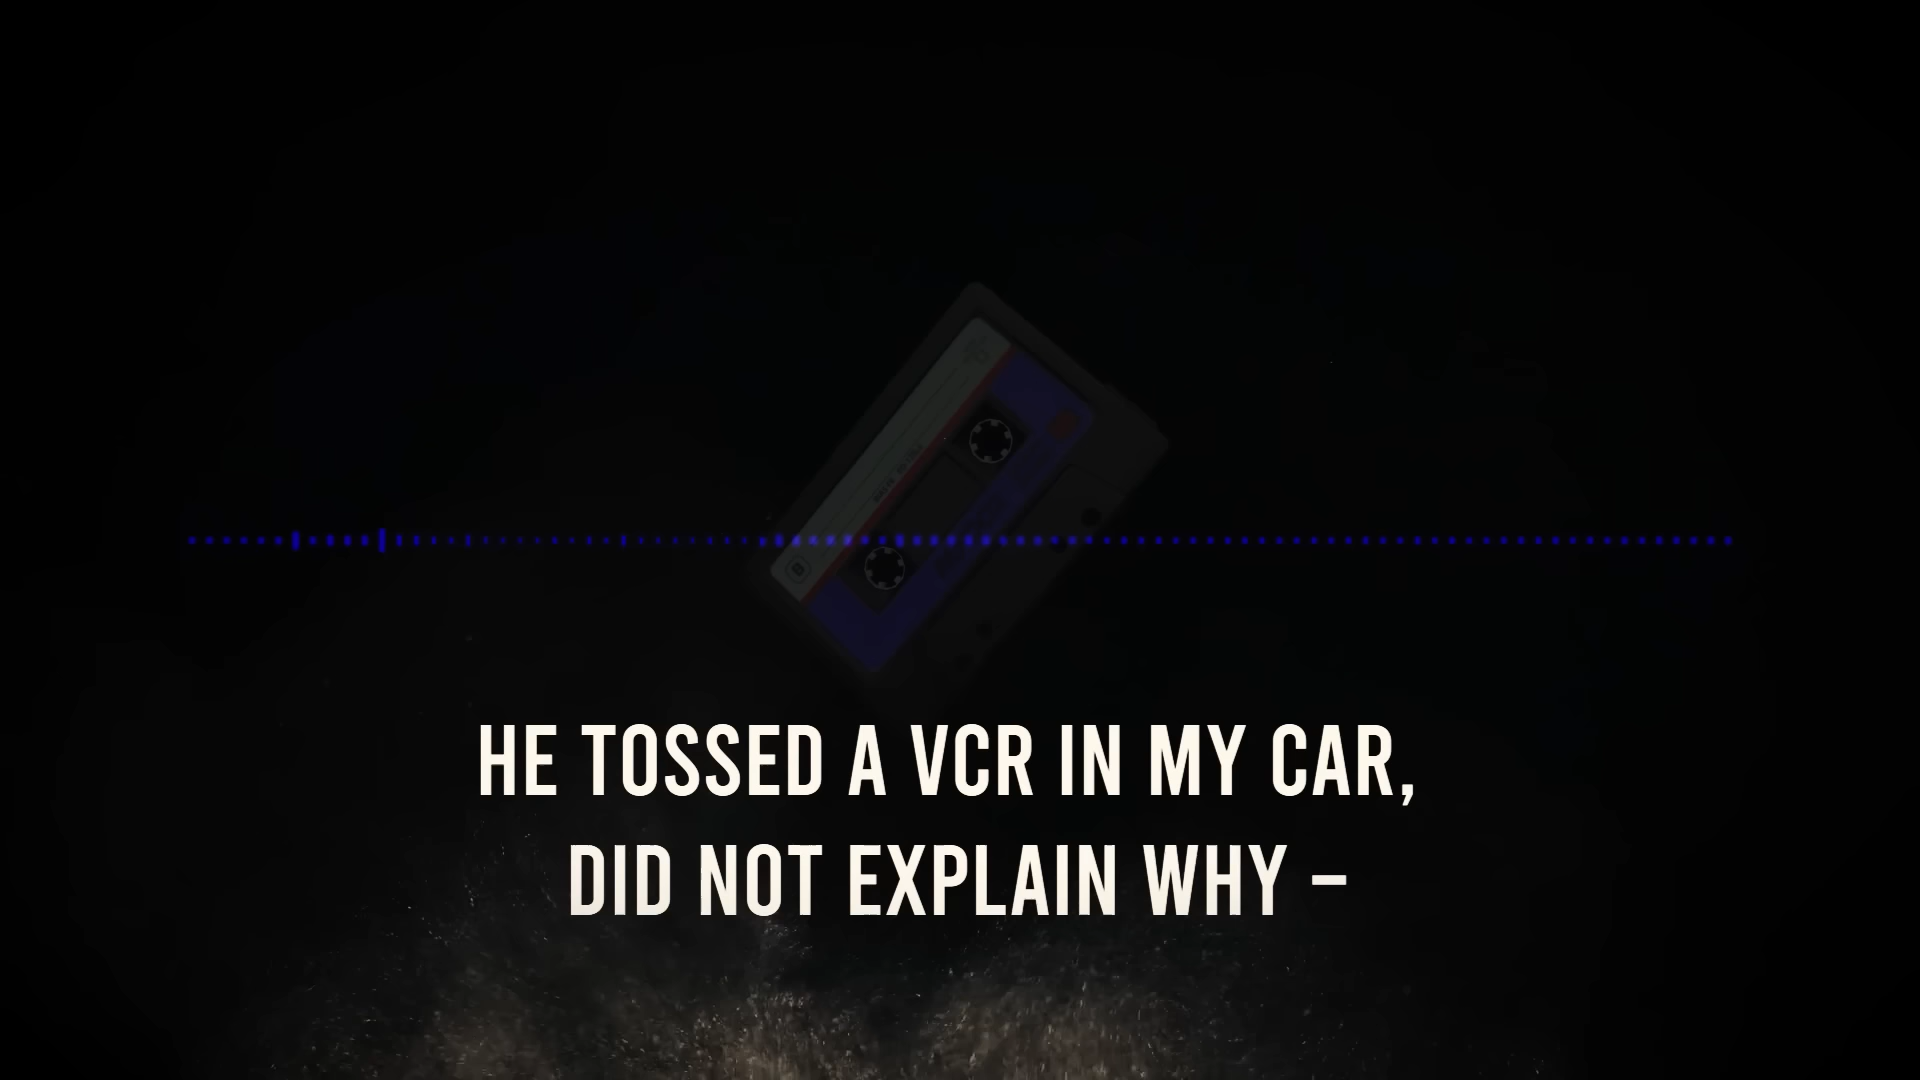 HE TOSSED A VCR IN MY CAR,
DID NOT EXPLAIN WHY –